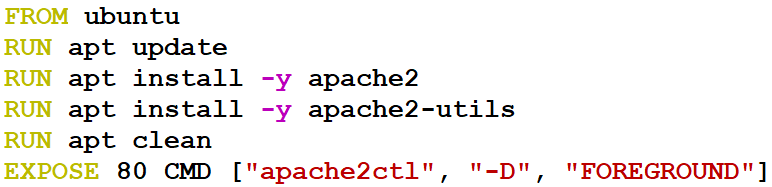 FROM ubuntu
RUN apt update
RUN apt install -y apache2
RUN apt install -y apache2-utils
RUN apt clean
EXPOSE 80 CMD ["apache2ctl", "-D", "FOREGROUND"]